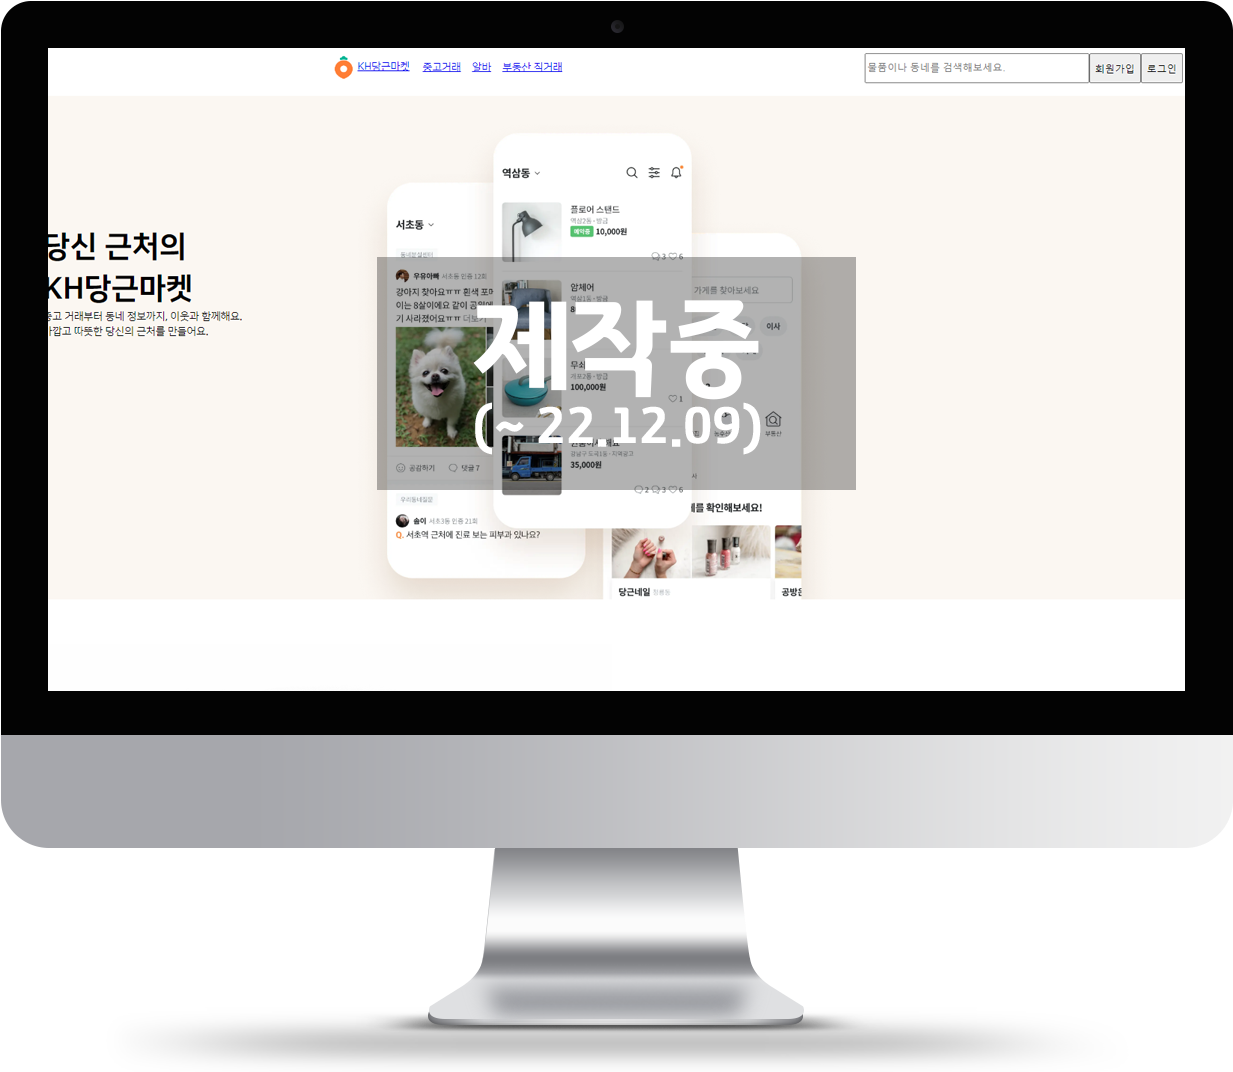 KH당근마켓 중고거래 알바 부동산 직거래
물품이나 동네를 검색해보세요. 회원가입 로그인
당신 근처의
KH당근마켓
중고 거래부터 동네 정보까지, 이웃과 함께해요.
가깝고 따뜻한 당신의 근처를 만들어요.
서초동
동네분실센터
우유아빠 서초동 인증 12회
강아지 찾아요ㅠㅠ 흰색 포메
이는 8살이에요 같이 공원에
기 사라졌어요ㅠㅠ 더보기
공감하기 댓글 7
우리동네질문
솜이 서초3동 인증 21회
Q. 서초역 근처에 진료 보는 피부과 있나요?
역삼동
플로어 스탠드
역삼2동 · 방금
예약중 10,000원
3 6
암체어
역삼1동 · 방금
무쇠
역포2동 · 방금
100,000원
1
강남구 도곡1동 · 지역광고
35,000원
2 3 6
가게를 찾아보세요
이사
부동산
를 확인해보세요!
당근네일
공방은
제작중
(~ 22.12.09)